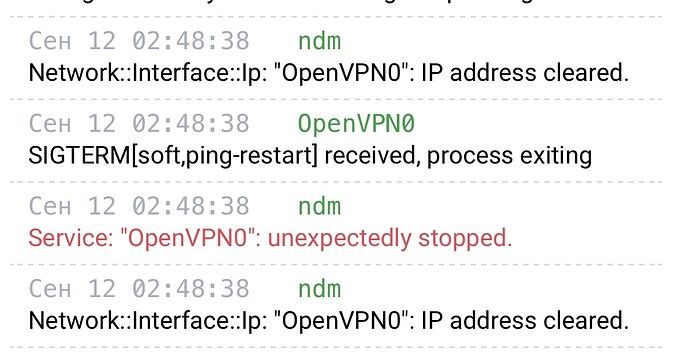 Сен 12 02:48:38 ndm
Network::Interface::Ip: "OpenVPN0": IP address cleared.
Сен 12 02:48:38 OpenVPN0
SIGTERM[soft,ping-restart] received, process exiting
Сен 12 02:48:38 ndm
Service: "OpenVPN0": unexpectedly stopped.
Сен 12 02:48:38 ndm
Network::Interface::Ip: "OpenVPN0": IP address cleared.